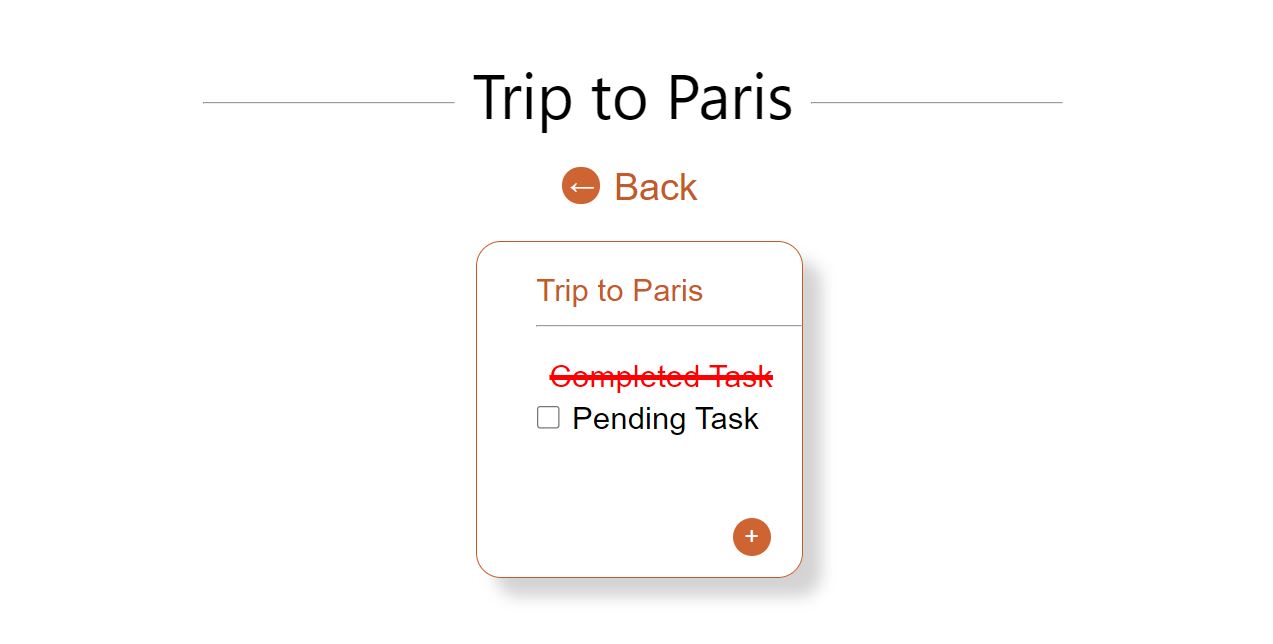 Trip to Paris
← Back
Trip to Paris
Completed Task
Pending Task
+